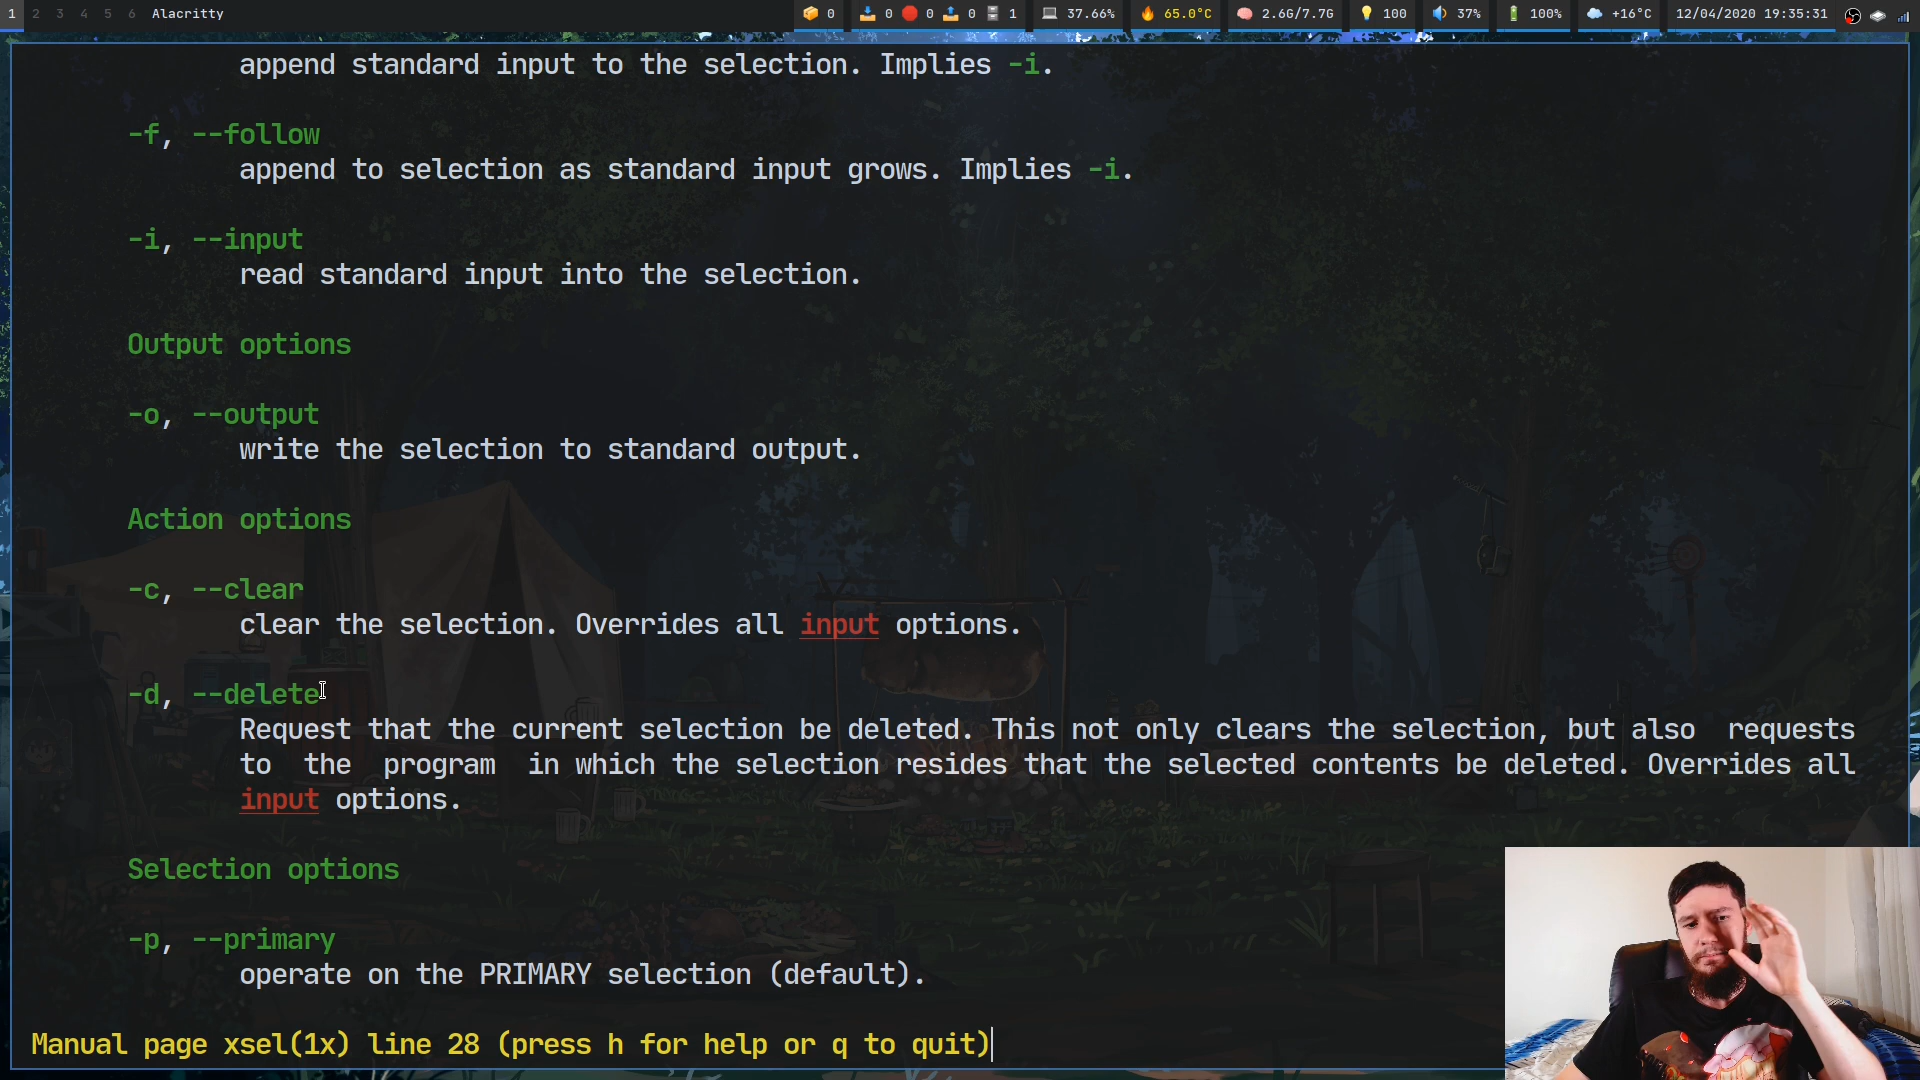 1 2 3 4 5 6 Alacritty 0 0 0 0 1 37.66% 65.0°C 2.6G/7.7G 100 37% 100% +16°C 12/04/2020 19:35:31
append standard input to the selection. Implies -i.
-f, --follow
append to selection as standard input grows. Implies -i.
-i, --input
read standard input into the selection.
Output options
-o, --output
write the selection to standard output.
Action options
-c, --clear
clear the selection. Overrides all input options.
-d, --delete
Request that the current selection be deleted. This not only clears the selection, but also requests
to the program in which the selection resides that the selected contents be deleted. Overrides all
input options.
Selection options
-p, --primary
operate on the PRIMARY selection (default).
Manual page xsel(1x) line 28 (press h for help or q to quit)